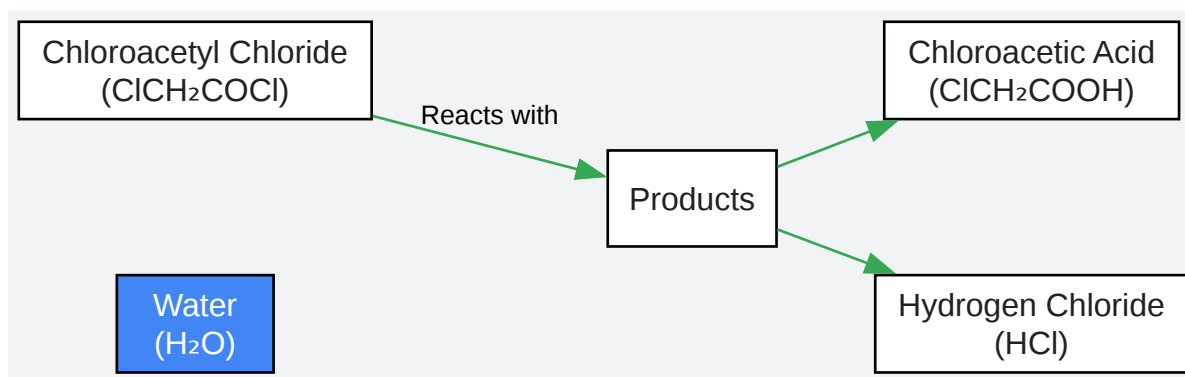 Chloroacetyl Chloride
(ClCH₂COCl)
Reacts with
Products
Chloroacetic Acid
(ClCH₂COOH)
Water
(H₂O)
Hydrogen Chloride
(HCl)